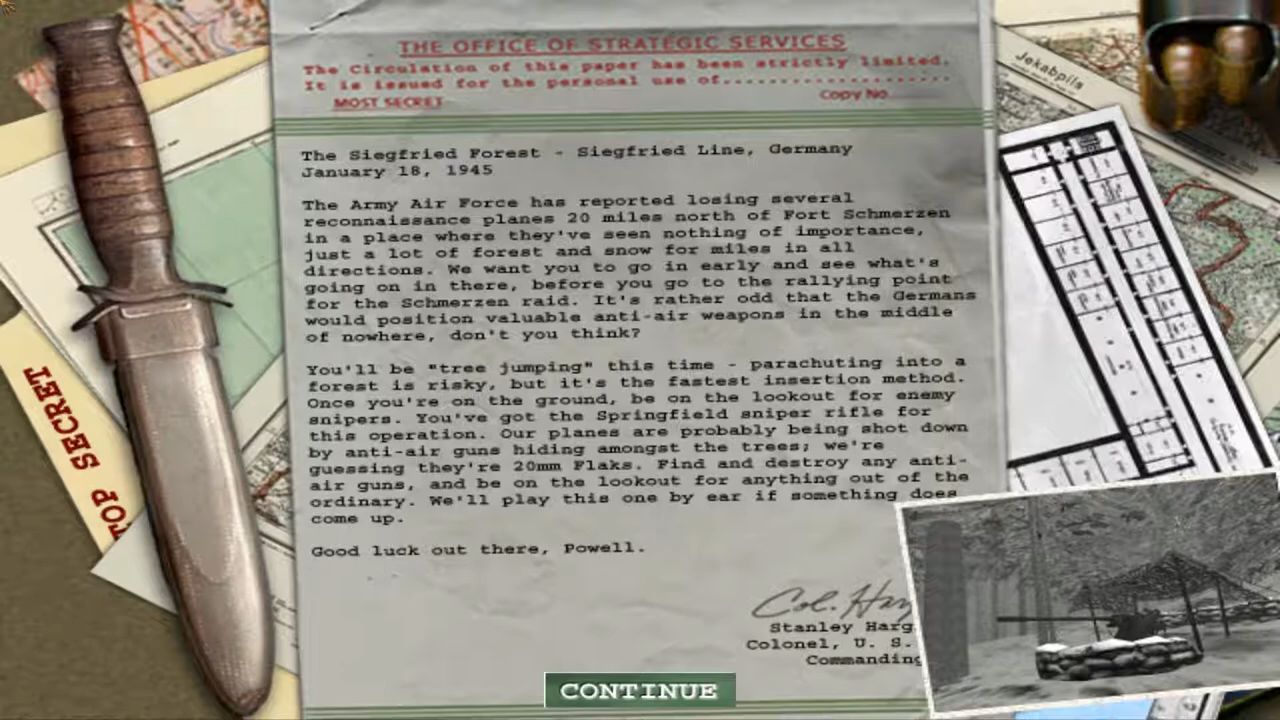 THE OFFICE OF STRATEGIC SERVICES
The Circulation of this paper has been strictly limited.
It is issued for the personal use of....................
MOST SECRET
Copy No.
The Siegfried Forest - Siegfried Line, Germany
January 18, 1945
The Army Air Force has reported losing several
reconnaissance planes 20 miles north of Fort Schmerzen
in a place where they've seen nothing of importance,
just a lot of forest and snow for miles in all
directions. We want you to go in early and see what's
going on in there, before you go to the rallying point
for the Schmerzen raid. It's rather odd that the Germans
would position valuable anti-air weapons in the middle
of nowhere, don't you think?
You'll be "tree jumping" this time - parachuting into a
forest is risky, but it's the fastest insertion method.
Once you're on the ground, be on the lookout for enemy
snipers. You've got the Springfield sniper rifle for
this operation. Our planes are probably being shot down
by anti-air guns hiding amongst the trees; we're
guessing they're 20mm Flaks. Find and destroy any anti-
air guns, and be on the lookout for anything out of the
ordinary. We'll play this one by ear if something does
come up.
Good luck out there, Powell.
Col. Har
Stanley Harg
Colonel, U. S.
Commanding
CONTINUE
TOP SECRET
Jekabpils